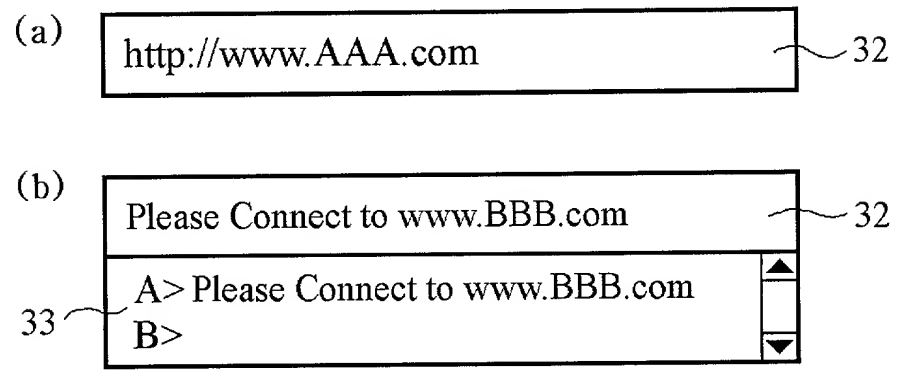 (a)
http://www.AAA.com 32
(b)
Please Connect to www.BBB.com 32
A> Please Connect to www.BBB.com
33
B>